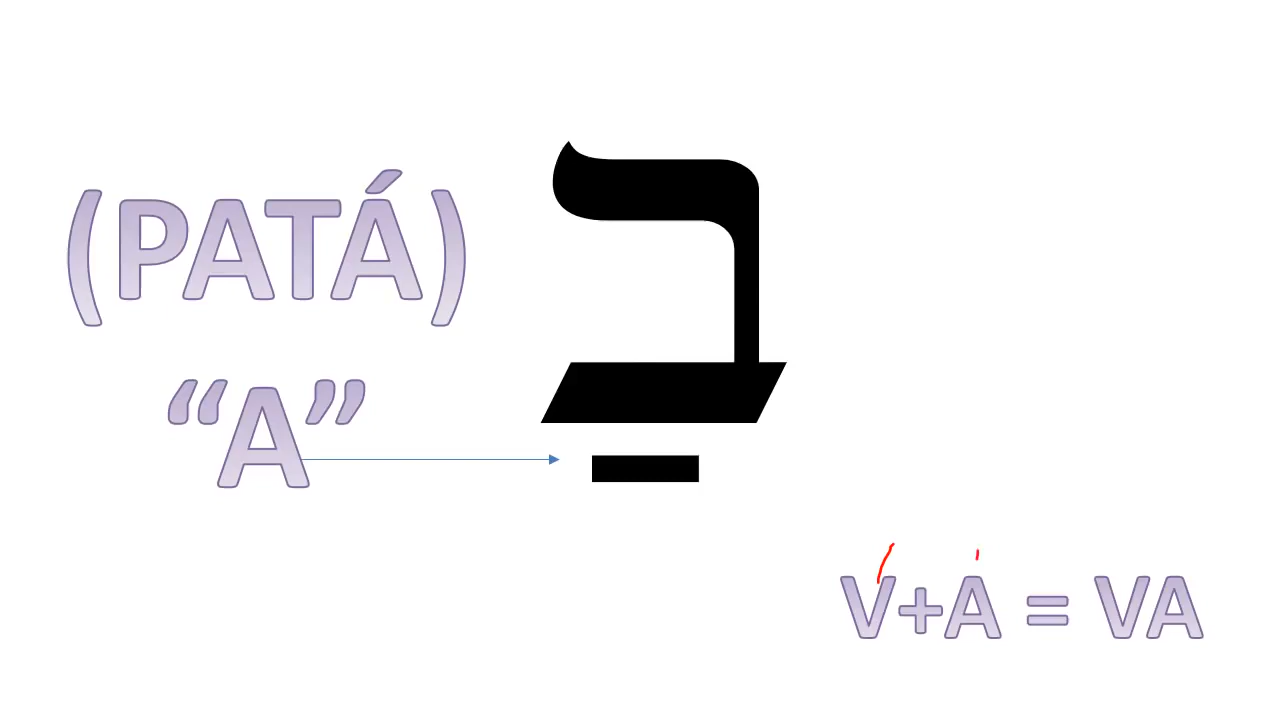 (PATÁ)
בַ
“A”
V+A = VA